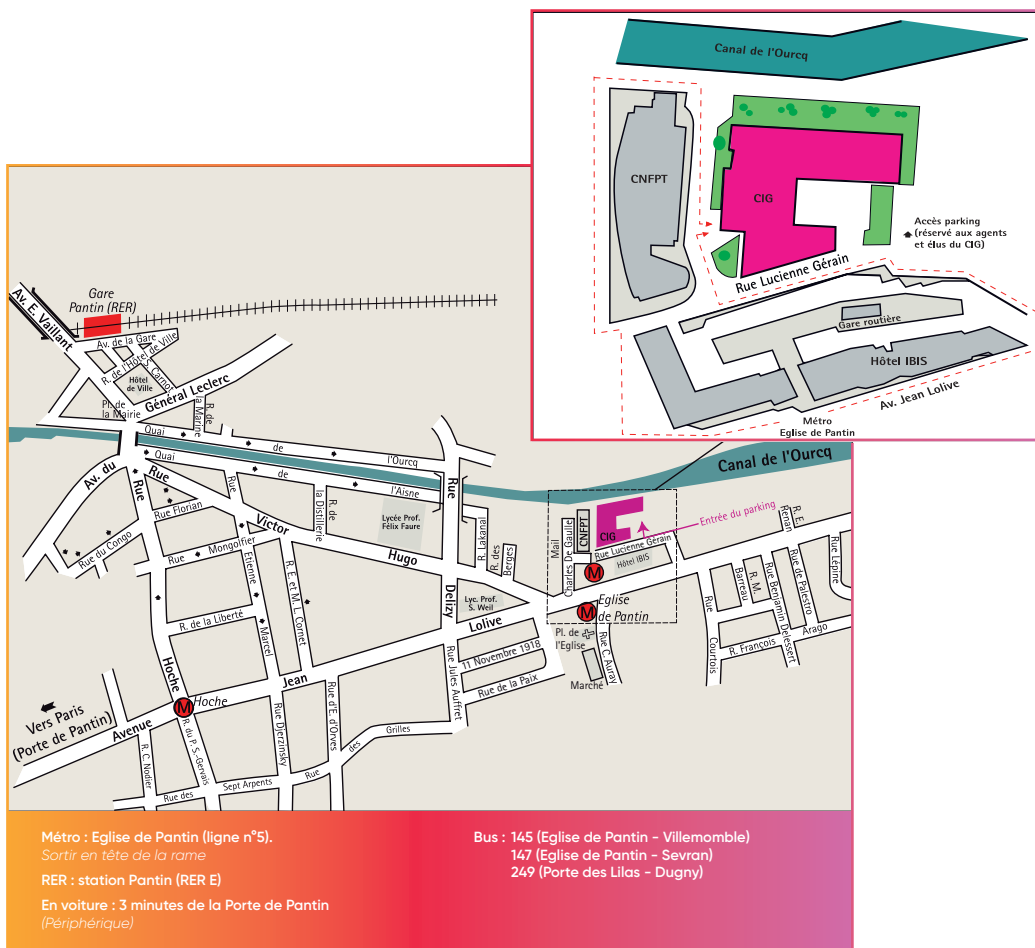 Canal de l'Ourcq
CNFPT
CIG
Accès parking
(réservé aux agents
et élus du CIG)
Rue Lucienne Gérain
Gare routière
Hôtel IBIS
Av. Jean Lolive
Métro
Eglise de Pantin
Gare
Pantin (RER)
Av. E. Vaillant
Av. de la Gare
R. de l'Hôtel de Ville
S. Carnot
Hôtel
de Ville
Général Leclerc
Pl. de
la Mairie
R. de
la Marine
Quai de l'Ourcq
Quai de l'Aisne
Canal de l'Ourcq
Av. du
Rue Hoche
Rue Victor Hugo
Rue Delizy
Rue Florian
Rue du Congo
Rue Mongolfier
Rue Etienne Marcel
R. E. et M. L. Cornet
R. de
la Distillerie
Lycée Prof.
Félix Faure
R. Lakanal
R. des
Berges
Mail
Charles De Gaulle
CNFPT
CIG
Entrée du parking
Rue Lucienne Gérain
Hôtel IBIS
M
M
Eglise
de Pantin
Lyc. Prof.
S. Weil
R. de la Liberté
Pl. de
l'Eglise
Marché
Rue C. Auray
11 Novembre 1918
Rue de la Paix
Rue Jules Auffret
Rue Courtois
R. M.
Barreau
Rue Benjamin Delessert
Rue de Palestro
R. E.
Renan
Rue Lépine
R. François Arago
M
Hoche
Avenue Jean Lolive
Vers Paris
(Porte de Pantin)
R. C. Nodier
R. du P. S.-Gervais
Rue Djerzinsky
Rue d'E. d'Orves
Rue des Sept Arpents
Rue des Grilles
Métro : Eglise de Pantin (ligne n°5).
Sortir en tête de la rame
RER : station Pantin (RER E)
En voiture : 3 minutes de la Porte de Pantin
(Périphérique)
Bus : 145 (Eglise de Pantin - Villemomble)
147 (Eglise de Pantin - Sevran)
249 (Porte des Lilas - Dugny)